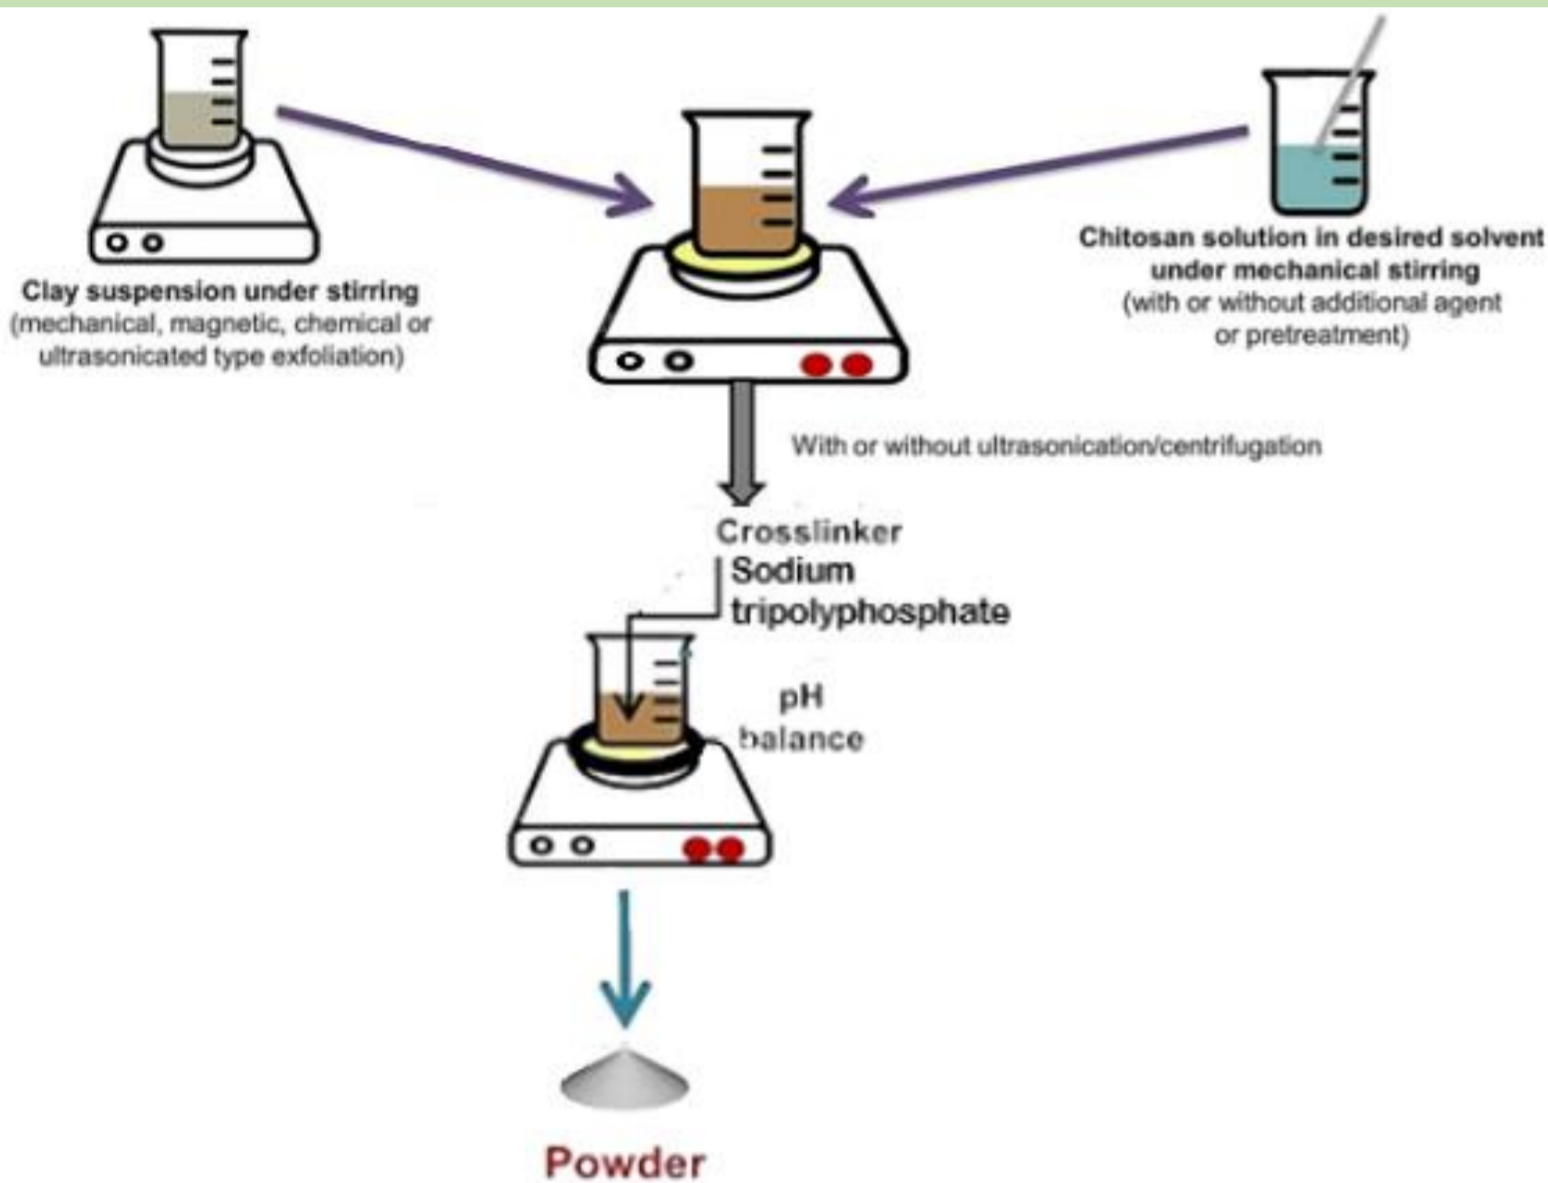 Clay suspension under stirring
(mechanical, magnetic, chemical or
ultrasonicated type exfoliation)
Chitosan solution in desired solvent
under mechanical stirring
(with or without additional agent
or pretreatment)
With or without ultrasonication/centrifugation
Crosslinker
Sodium
tripolyphosphate
pH
balance
Powder